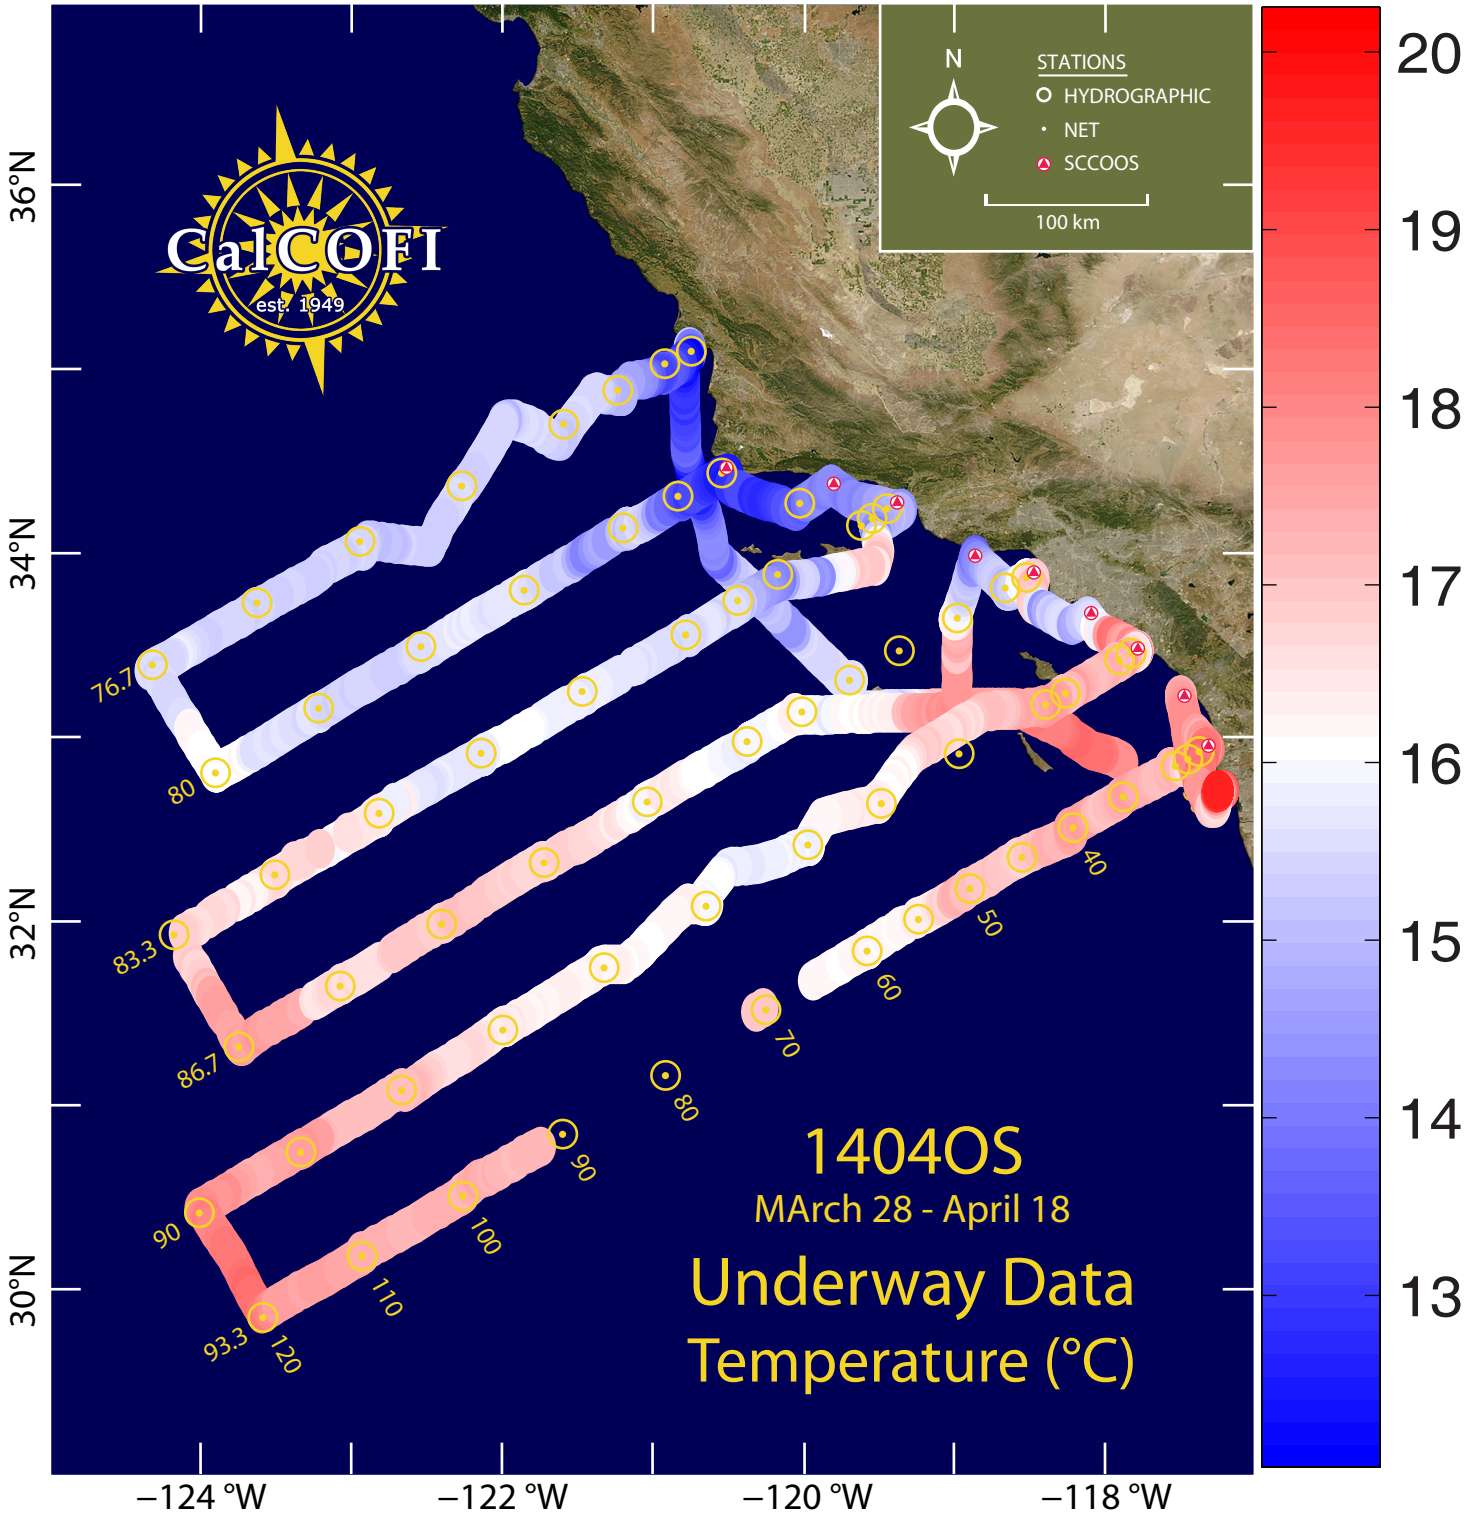 N
STATIONS
HYDROGRAPHIC
NET
SCCOOS
100 km
CalCOFI
est. 1949
36°N
34°N
32°N
30°N
−124 °W
−122 °W
−120 °W
−118 °W
20
19
18
17
16
15
14
13
76.7
80
83.3
86.7
90
93.3
40
50
60
70
80
90
100
110
120
1404OS
MArch 28 - April 18
Underway Data
Temperature (°C)